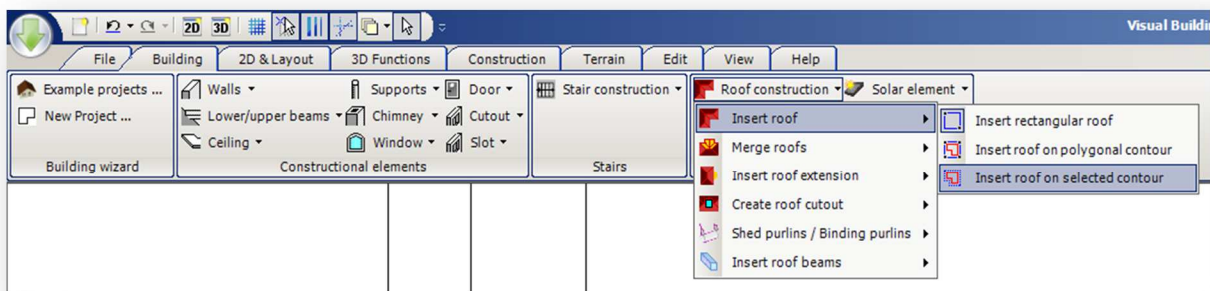 2D 3D
Visual Buildin
File Building 2D & Layout 3D Functions Construction Terrain Edit View Help
Example projects ... Walls Supports Door Stair construction Roof construction Solar element
New Project ... Lower/upper beams Chimney Cutout Insert roof Insert rectangular roof
Ceiling Window Slot Merge roofs Insert roof on polygonal contour
Building wizard Constructional elements Stairs Insert roof extension Insert roof on selected contour
Create roof cutout
Shed purlins / Binding purlins
Insert roof beams